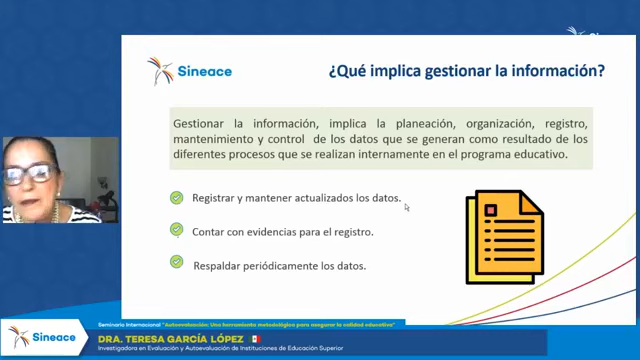 Sineace
¿Qué implica gestionar la información?
Gestionar la información, implica la planeación, organización, registro,
mantenimiento y control de los datos que se generan como resultado de los
diferentes procesos que se realizan internamente en el programa educativo.
Registrar y mantener actualizados los datos.
Contar con evidencias para el registro.
Respaldar periódicamente los datos.
Seminario Internacional "Autoevaluación: Una herramienta metodológica para asegurar la calidad educativa"
Sineace
DRA. TERESA GARCÍA LÓPEZ
Investigadora en Evaluación y Autoevaluación de Instituciones de Educación Superior